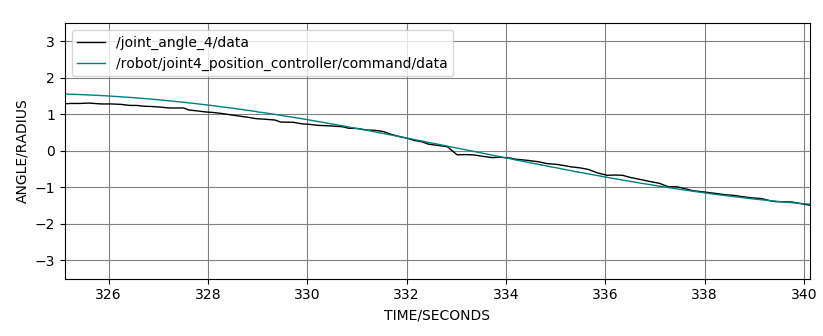 /joint_angle_4/data
/robot/joint4_position_controller/command/data
ANGLE/RADIUS
3
2
1
0
−1
−2
−3
326 328 330 332 334 336 338 340
TIME/SECONDS